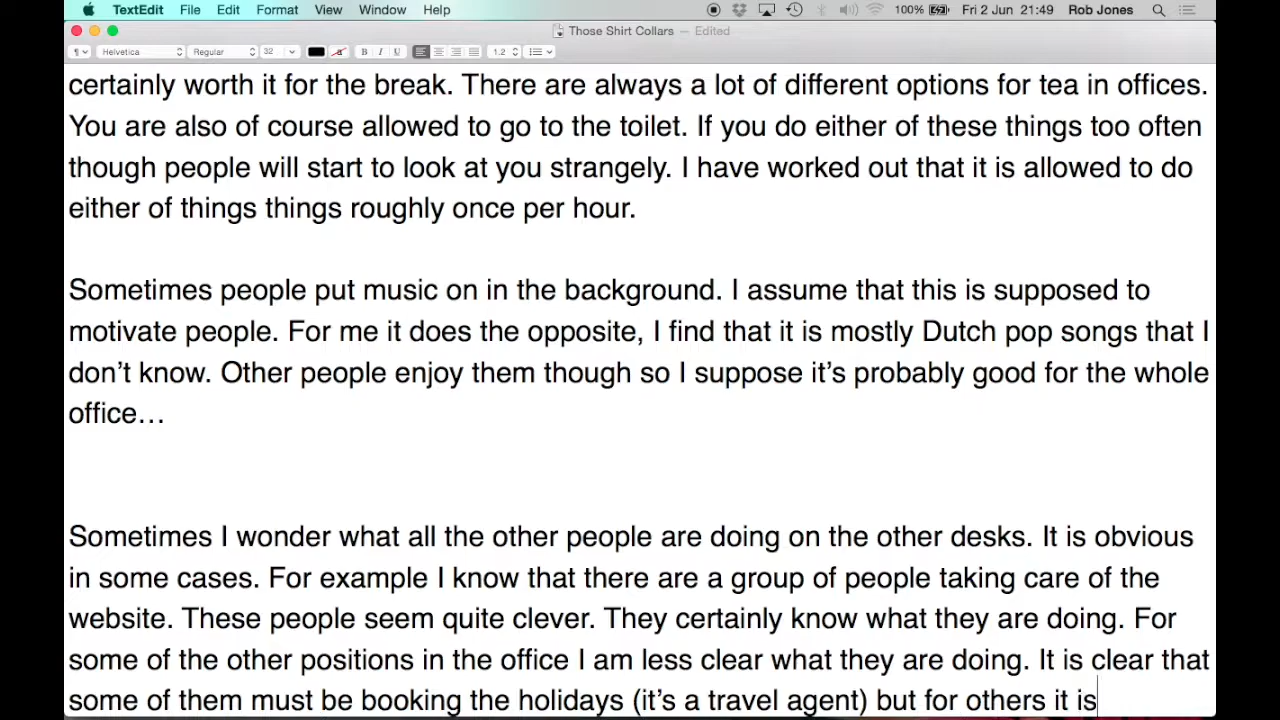 TextEdit File Edit Format View Window Help 100% Fri 2 Jun 21:49 Rob Jones
Those Shirt Collars — Edited
¶ Helvetica Regular 32 a B I U 1.2
certainly worth it for the break. There are always a lot of different options for tea in offices.
You are also of course allowed to go to the toilet. If you do either of these things too often
though people will start to look at you strangely. I have worked out that it is allowed to do
either of things things roughly once per hour.
Sometimes people put music on in the background. I assume that this is supposed to
motivate people. For me it does the opposite, I find that it is mostly Dutch pop songs that I
don’t know. Other people enjoy them though so I suppose it’s probably good for the whole
office…
Sometimes I wonder what all the other people are doing on the other desks. It is obvious
in some cases. For example I know that there are a group of people taking care of the
website. These people seem quite clever. They certainly know what they are doing. For
some of the other positions in the office I am less clear what they are doing. It is clear that
some of them must be booking the holidays (it’s a travel agent) but for others it is